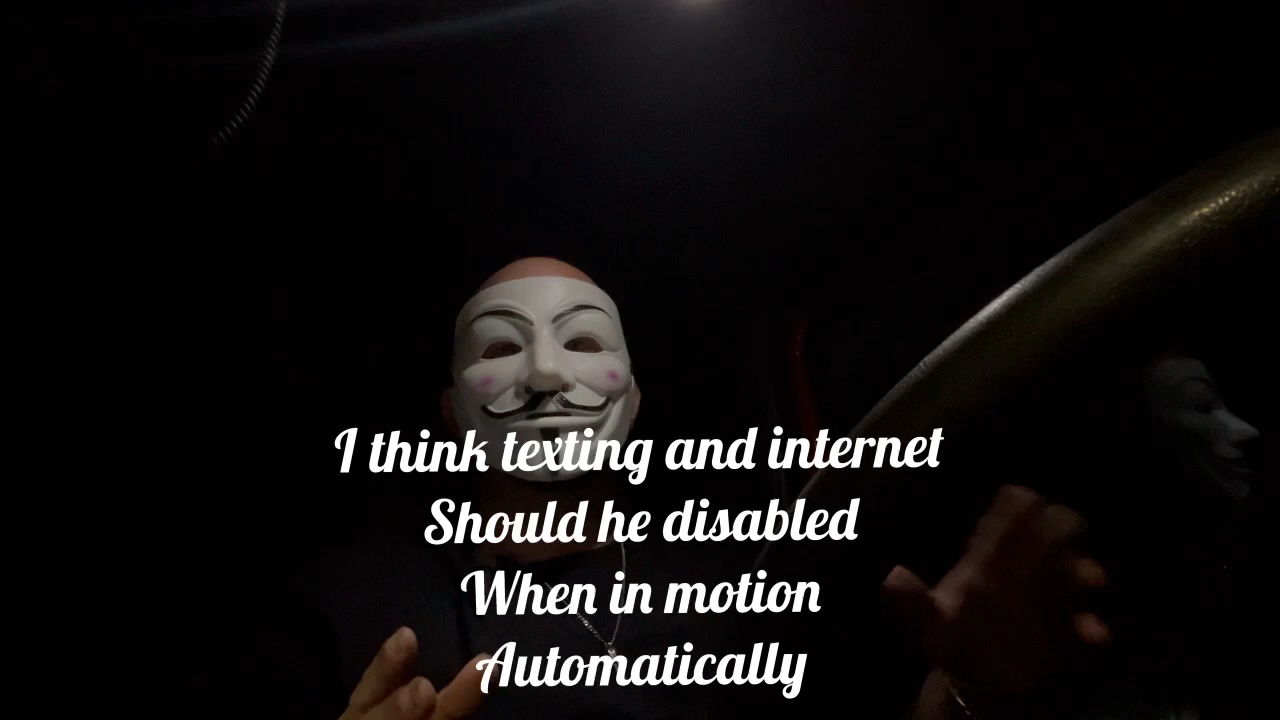 I think texting and internet
Should he disabled
When in motion
Automatically